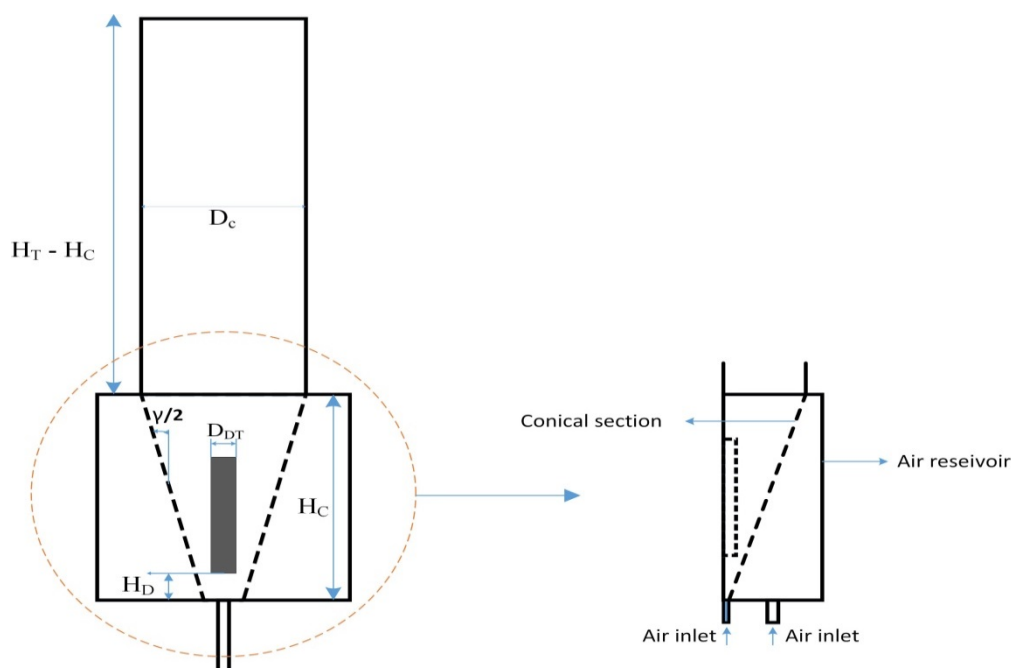 D_c
H_T - H_C
γ/2
D_DT
H_C
H_D
Conical section
Air reseivoir
Air inlet
Air inlet